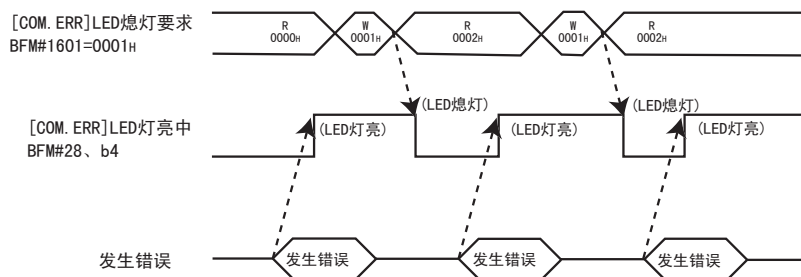 [COM. ERR]LED熄灯要求
BFM#1601=0001H
R
0000H
W
0001H
R
0002H
W
0001H
R
0002H
[COM. ERR]LED灯亮中
BFM#28、b4
(LED灯亮)
(LED熄灯)
(LED灯亮)
(LED熄灯)
(LED灯亮)
发生错误
发生错误
发生错误
发生错误